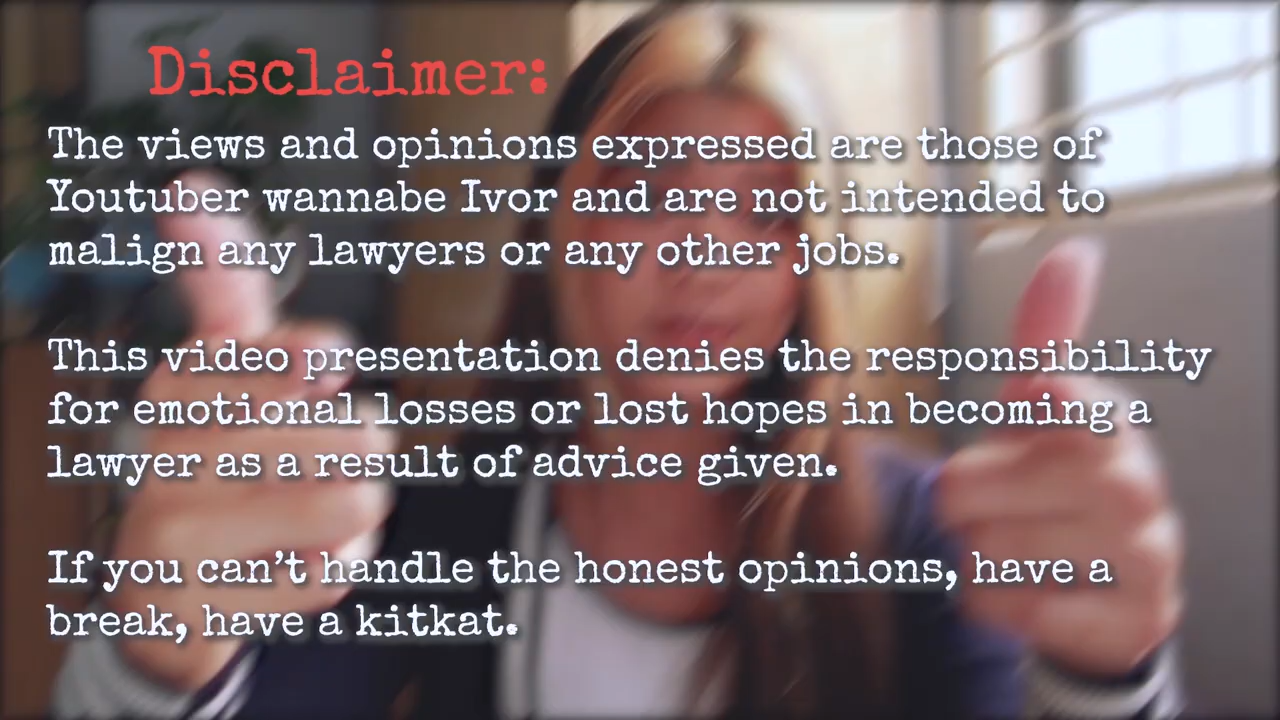 Disclaimer:
The views and opinions expressed are those of
Youtuber wannabe Ivor and are not intended to
malign any lawyers or any other jobs.
This video presentation denies the responsibility
for emotional losses or lost hopes in becoming a
lawyer as a result of advice given.
If you can’t handle the honest opinions, have a
break, have a kitkat.